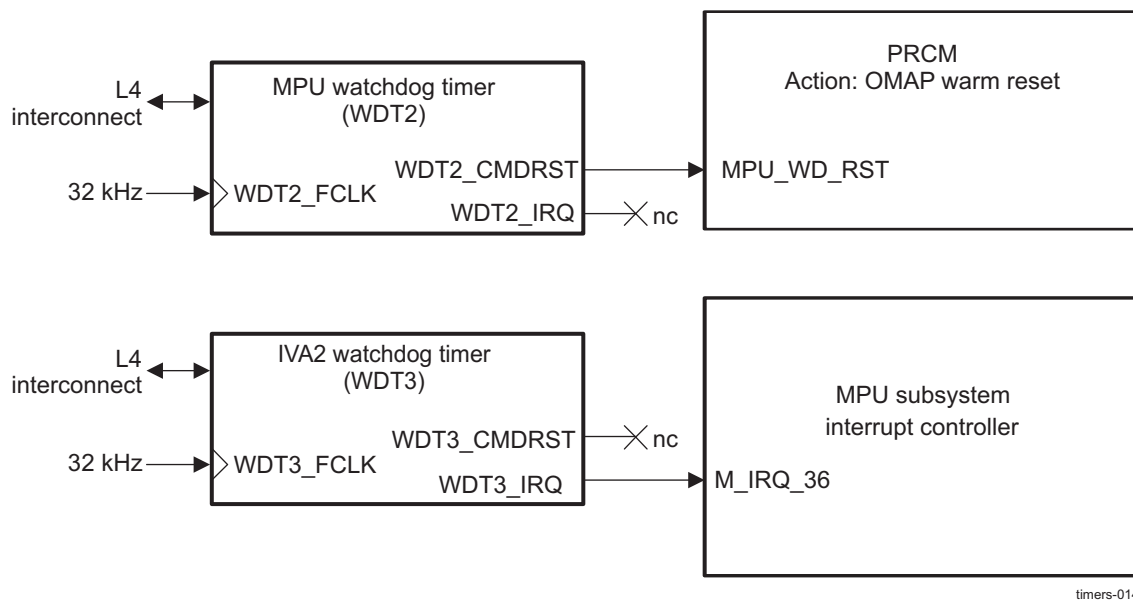 MPU watchdog timer
(WDT2)
L4
interconnect
32 kHz
WDT2_FCLK
WDT2_CMDRST
WDT2_IRQ
nc
PRCM
Action: OMAP warm reset
MPU_WD_RST
IVA2 watchdog timer
(WDT3)
L4
interconnect
32 kHz
WDT3_FCLK
WDT3_CMDRST
nc
WDT3_IRQ
MPU subsystem
interrupt controller
M_IRQ_36